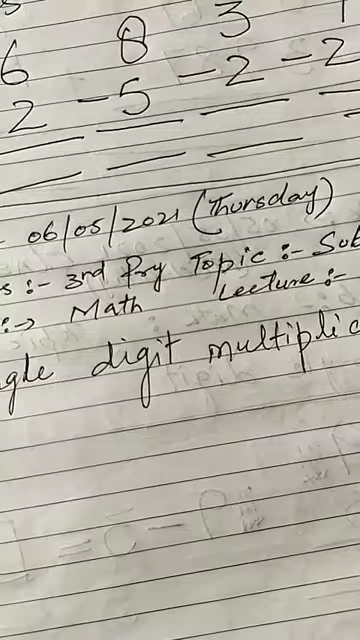 6 8 3
2 -5 -2 -2
06/05/2021 (Thursday)
s :- 3rd Pry Topic :- Sub
:-> Math Lecture :-
gle digit multiplic